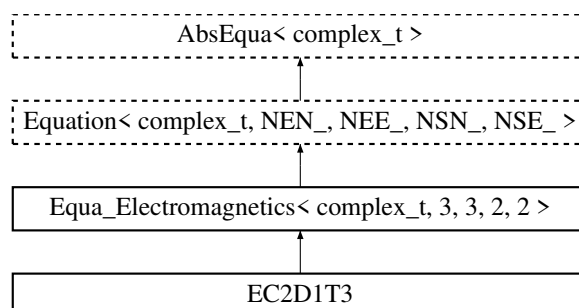 AbsEqua< complex_t >
Equation< complex_t, NEN_, NEE_, NSN_, NSE_ >
Equa_Electromagnetics< complex_t, 3, 3, 2, 2 >
EC2D1T3